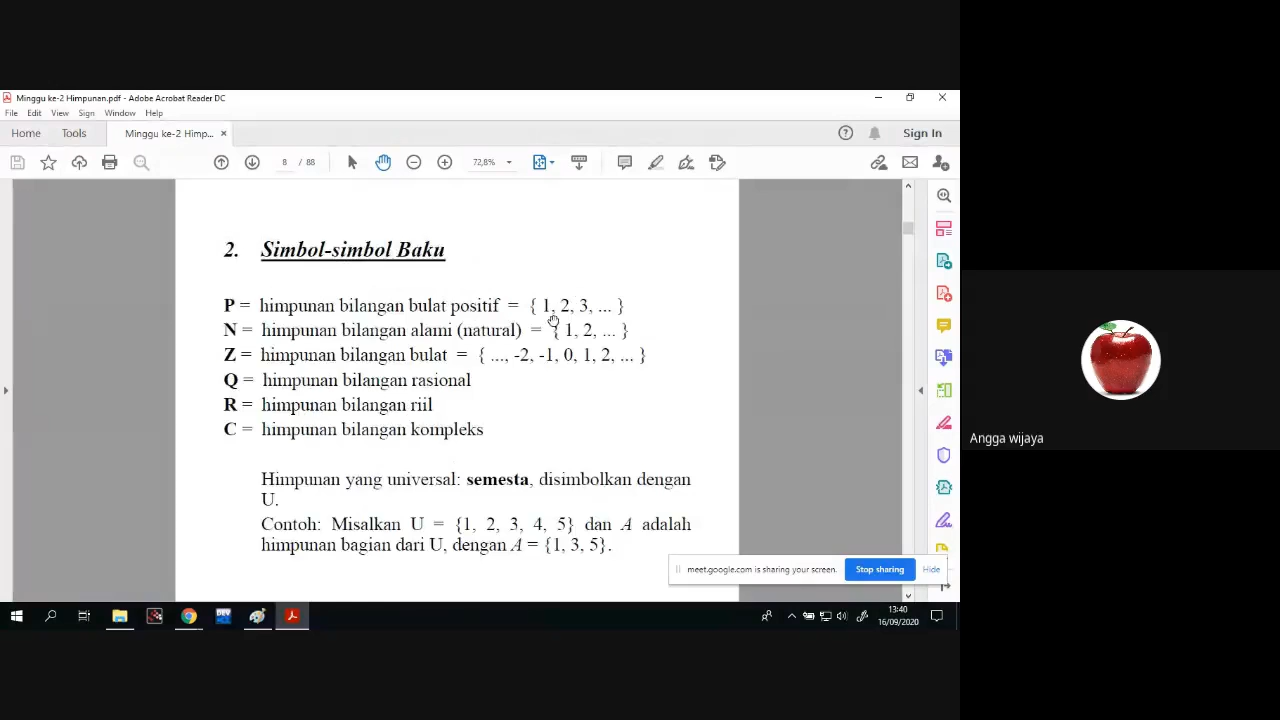 Minggu ke-2 Himpunan.pdf - Adobe Acrobat Reader DC
File Edit View Sign Window Help
Home Tools Minggu ke-2 Himp... × Sign In
8 / 88 72,8%
2. Simbol-simbol Baku
P = himpunan bilangan bulat positif = { 1, 2, 3, ... }
N = himpunan bilangan alami (natural) = { 1, 2, ... }
Z = himpunan bilangan bulat = { ..., -2, -1, 0, 1, 2, ... }
Q = himpunan bilangan rasional
R = himpunan bilangan riil
C = himpunan bilangan kompleks
Himpunan yang universal: semesta, disimbolkan dengan
U.
Contoh: Misalkan U = {1, 2, 3, 4, 5} dan A adalah
himpunan bagian dari U, dengan A = {1, 3, 5}.
meet.google.com is sharing your screen. Stop sharing Hide
Angga wijaya
DEV
13:40
16/09/2020